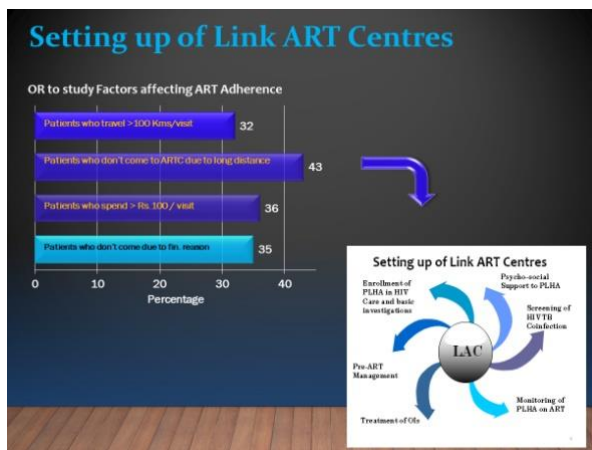 Setting up of Link ART Centres
OR to study Factors affecting ART Adherence
Patients who travel >100 Kms/visit
32
Patients who don't come to ARTC due to long distance
43
Patients who spend > Rs. 100 / visit
36
Patients who don't come due to fin. reason
35
0 10 20 30 40
Percentage
Setting up of Link ART Centres
Enrollment of
PLHA in HIV
Care and basic
investigations
Psycho-social
Support to PLHA
Screening of
HIV TB
Coinfection
LAC
Pre-ART
Management
Monitoring of
PLHA on ART
Treatment of OIs